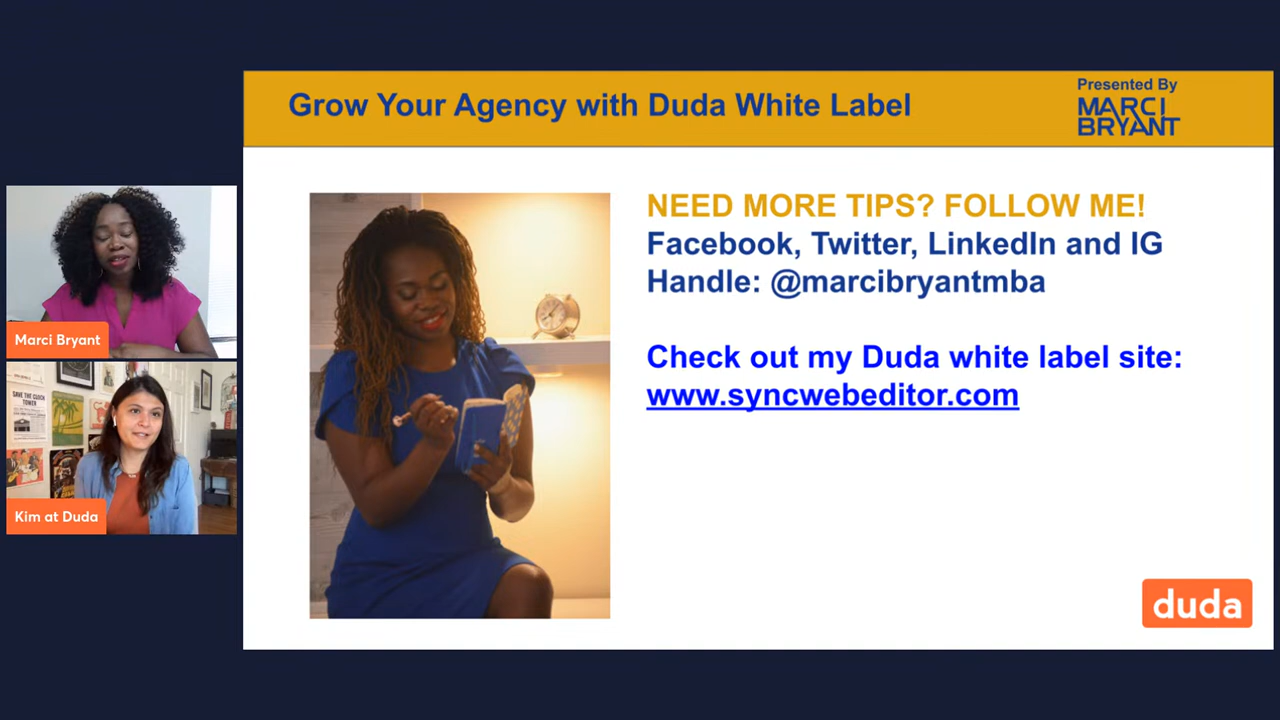 Grow Your Agency with Duda White Label
Presented By
MARCI
BRYANT
NEED MORE TIPS? FOLLOW ME!
Facebook, Twitter, LinkedIn and IG
Handle: @marcibryantmba
Check out my Duda white label site:
www.syncwebeditor.com
duda
Marci Bryant
SAVE THE CLOCK
TOWER
Kim at Duda